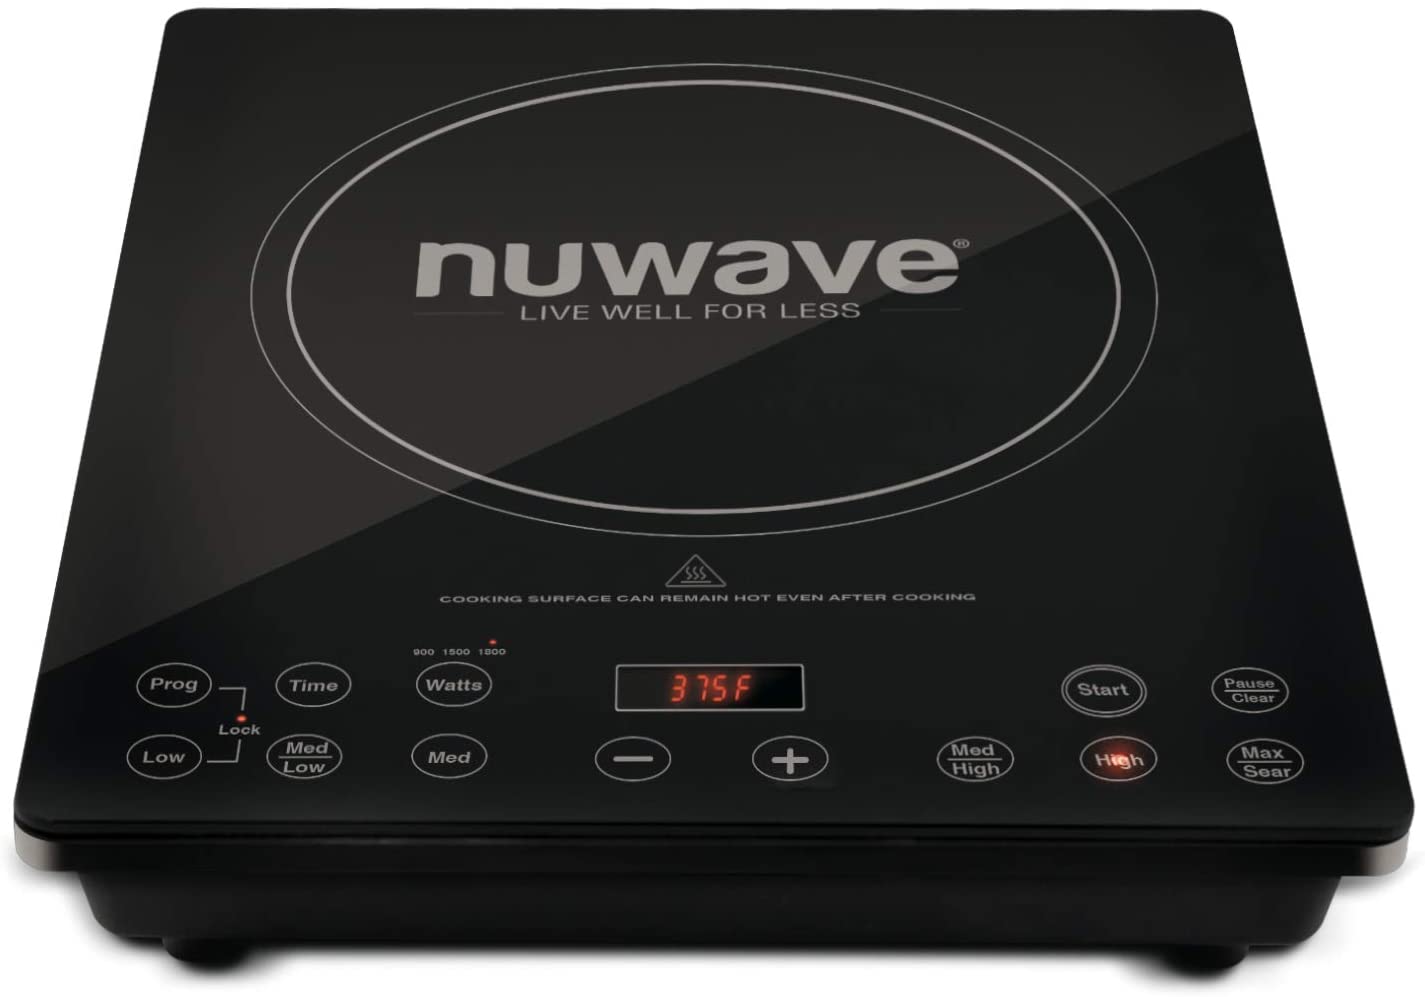 nuwave®
LIVE WELL FOR LESS
COOKING SURFACE CAN REMAIN HOT EVEN AFTER COOKING
900 1500 1800
Prog
Time
Watts
375F
Start
Pause
Clear
Lock
Low
Med
Low
Med
−
+
Med
High
High
Max
Sear